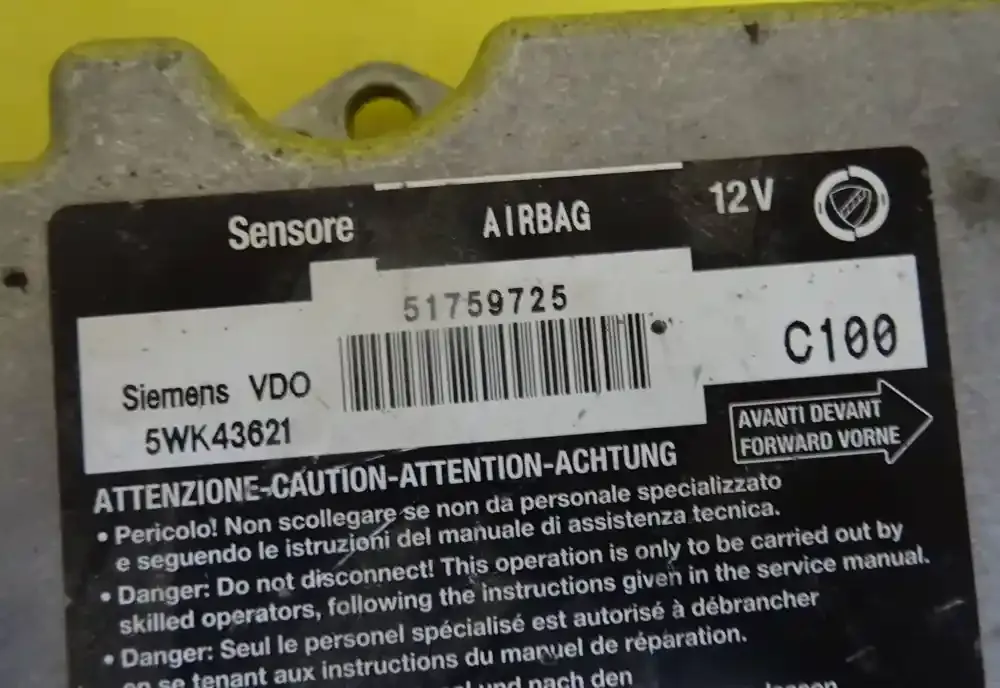 Sensore AIRBAG 12V
51759725
Siemens VDO
5WK43621
C100
AVANTI DEVANT
FORWARD VORNE
ATTENZIONE-CAUTION-ATTENTION-ACHTUNG
• Pericolo! Non scollegare se non da personale specializzato
e seguendo le istruzioni del manuale di assistenza tecnica.
• Danger: Do not disconnect! This operation is only to be carried out by
skilled operators, following the instructions given in the service manual.
• Danger: Seul le personel spécialisé est autorisé à débrancher
en se tenant aux instructions du manuel de réparation.
und nach den